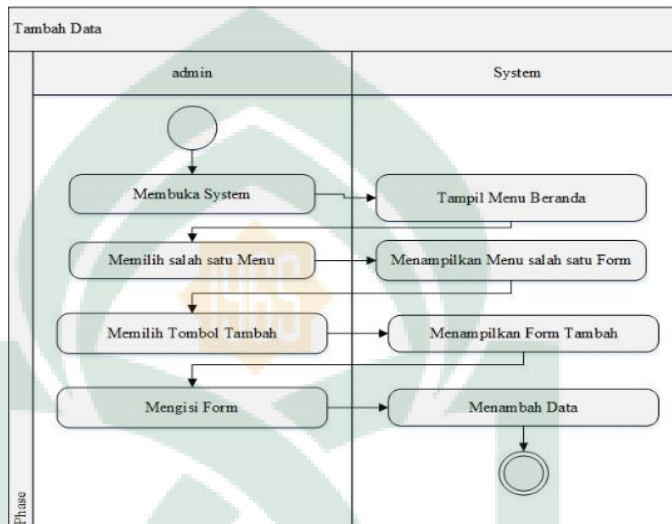 Tambah Data
admin
System
Membuka System
Tampil Menu Beranda
Memilih salah satu Menu
Menampilkan Menu salah satu Form
1965
Memilih Tombol Tambah
Menampilkan Form Tambah
Mengisi Form
Menambah Data
Phase